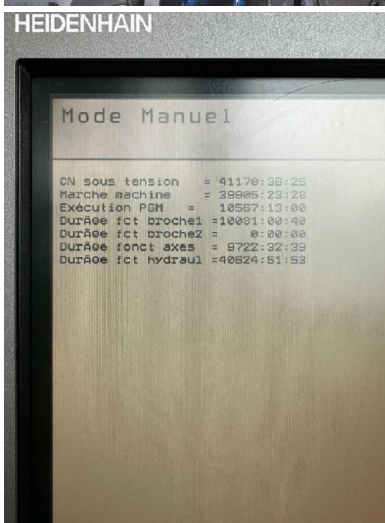 HEIDENHAIN
Mode Manuel
CN sous tension = 41170:36:25
Marche machine = 39905:23:28
Exécution PGM = 10567:13:00
DurÃ©e fct broche1 =10081:00:40
DurÃ©e fct broche2 = 0:00:00
DurÃ©e fonct axes = 9722:32:39
DurÃ©e fct hydraul =40624:51:53